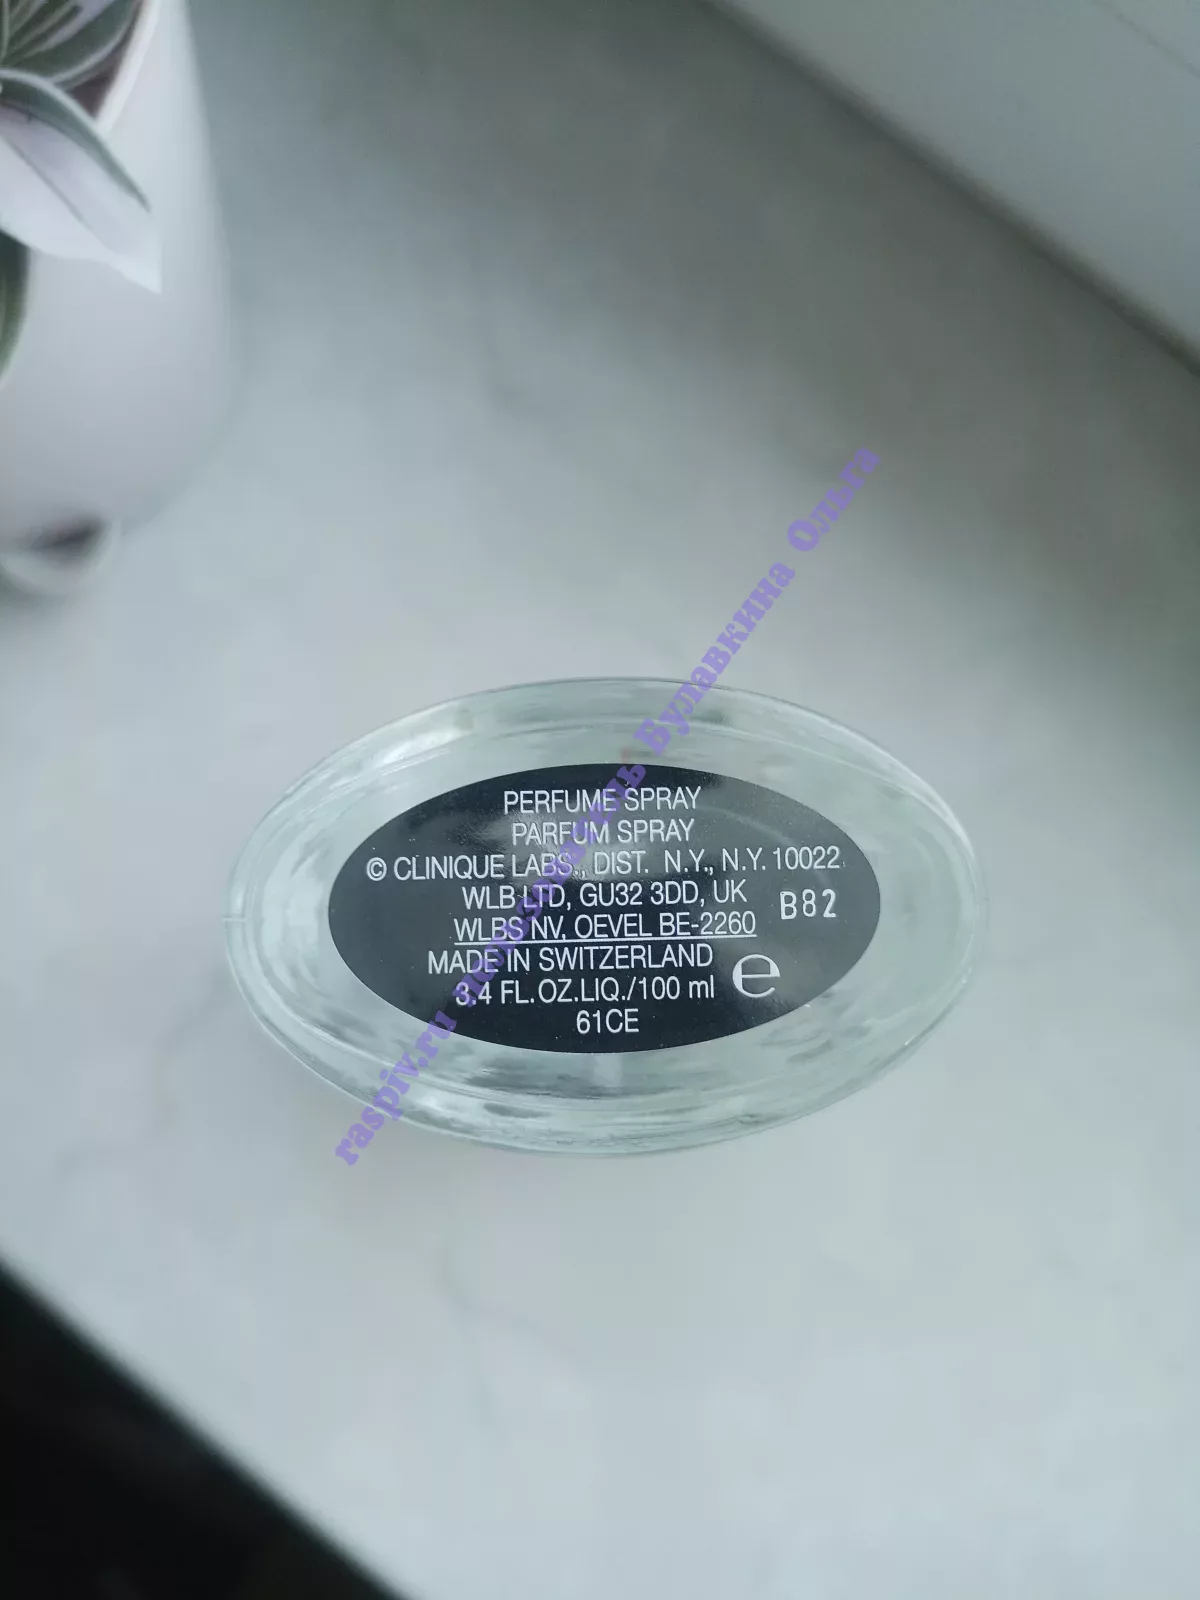 PERFUME SPRAY
PARFUM SPRAY
© CLINIQUE LABS., DIST. N.Y., N.Y. 10022
WLB LTD, GU32 3DD, UK
B82
WLBS NV, OEVEL BE-2260
MADE IN SWITZERLAND
3.4 FL.OZ.LIQ./100 ml e
61CE
raspiv.ru пользователь Булавкина Ольга